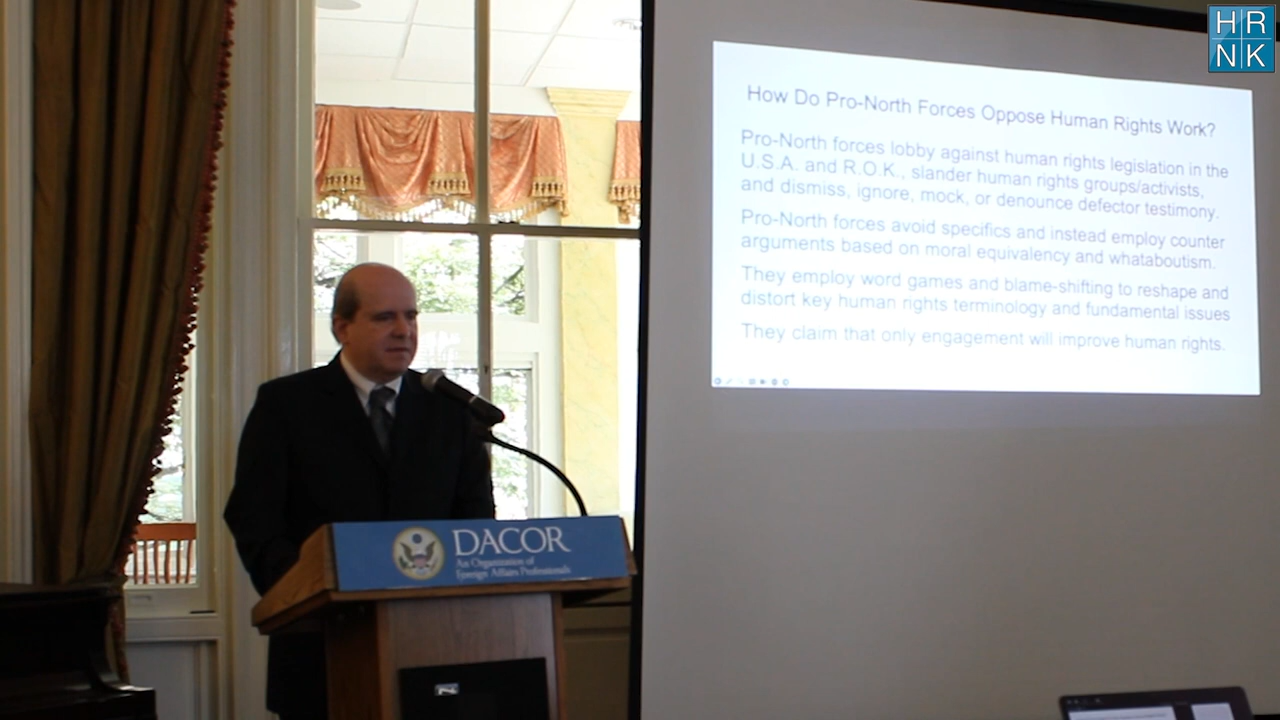 HR
NK
How Do Pro-North Forces Oppose Human Rights Work?
Pro-North forces lobby against human rights legislation in the
U.S.A. and R.O.K., slander human rights groups/activists,
and dismiss, ignore, mock, or denounce defector testimony.
Pro-North forces avoid specifics and instead employ counter
arguments based on moral equivalency and whataboutism.
They employ word games and blame-shifting to reshape and
distort key human rights terminology and fundamental issues
They claim that only engagement will improve human rights.
DACOR
An Organization of
Foreign Affairs Professionals